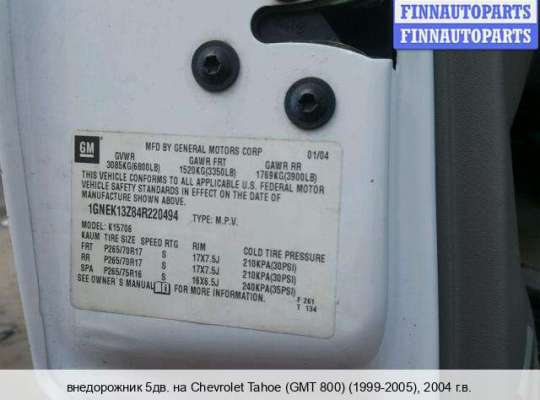 FINNAUTOPARTS
FINNAUTOPARTS
GM
MFD BY GENERAL MOTORS CORP 01/04
GVWR GAWR FRT GAWR RR
3085KG(6800LB) 1520KG(3350LB) 1769KG(3900LB)
THIS VEHICLE CONFORMS TO ALL APPLICABLE U.S. FEDERAL MOTOR
VEHICLE SAFETY STANDARDS IN EFFECT ON THE DATE OF
MANUFACTURE SHOWN ABOVE.
1GNEK13Z84R220494 TYPE: M.P.V.
MODEL: K15706
KAUM TIRE SIZE SPEED RTG RIM COLD TIRE PRESSURE
FRT P265/70R17 S 17X7.5J 210KPA(30PSI)
RR P265/70R17 S 17X7.5J 210KPA(30PSI)
SPA P265/75R16 S 16X6.5J 240KPA(35PSI)
SEE OWNER'S MANUAL FOR MORE INFORMATION.
F 261
T 134
внедорожник 5дв. на Chevrolet Tahoe (GMT 800) (1999-2005), 2004 г.в.